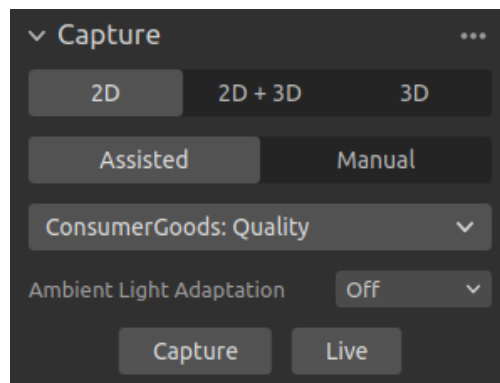 Capture
2D 2D + 3D 3D
Assisted Manual
ConsumerGoods: Quality
Ambient Light Adaptation Off
Capture Live